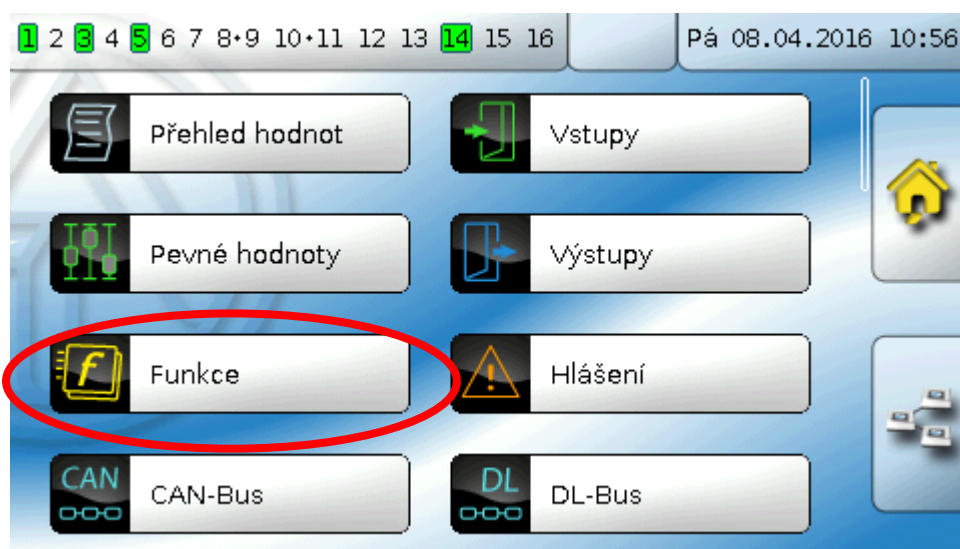 1 2 3 4 5 6 7 8·9 10·11 12 13 14 15 16 Pá 08.04.2016 10:56
Přehled hodnot Vstupy
Pevné hodnoty Výstupy
f Funkce Hlášení
CAN CAN-Bus DL DL-Bus